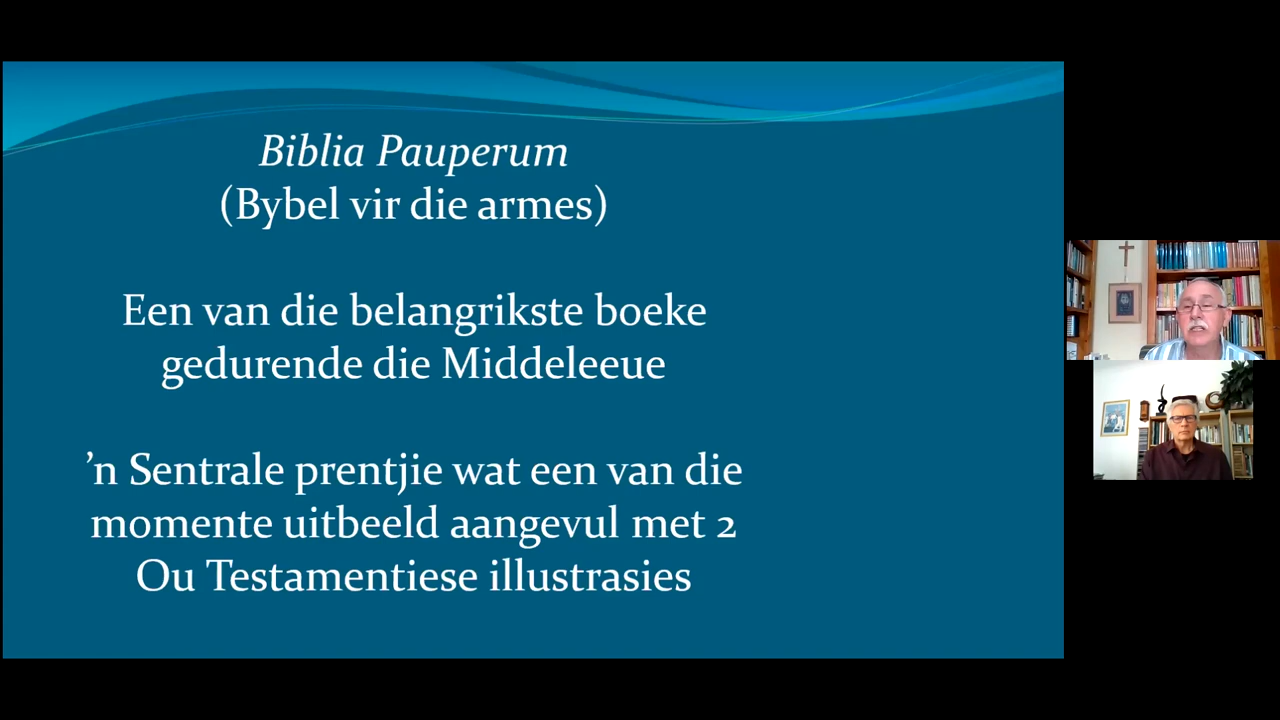 Biblia Pauperum
(Bybel vir die armes)
Een van die belangrikste boeke
gedurende die Middeleeue
’n Sentrale prentjie wat een van die
momente uitbeeld aangevul met 2
Ou Testamentiese illustrasies